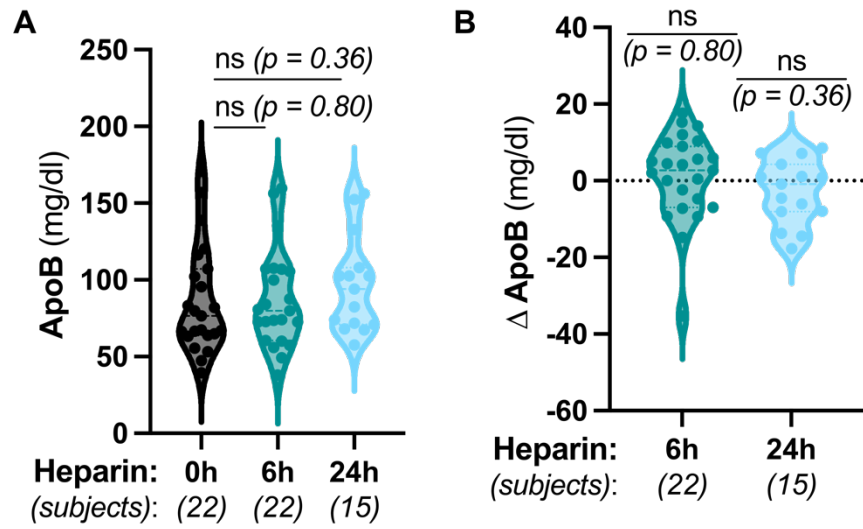 A
ApoB (mg/dl)
250
200
150
100
50
0
ns (p = 0.36)
ns (p = 0.80)
Heparin: 0h 6h 24h
(subjects): (22) (22) (15)
B
Δ ApoB (mg/dl)
40
20
0
-20
-40
-60
ns
(p = 0.80)
ns
(p = 0.36)
Heparin: 6h 24h
(subjects): (22) (15)